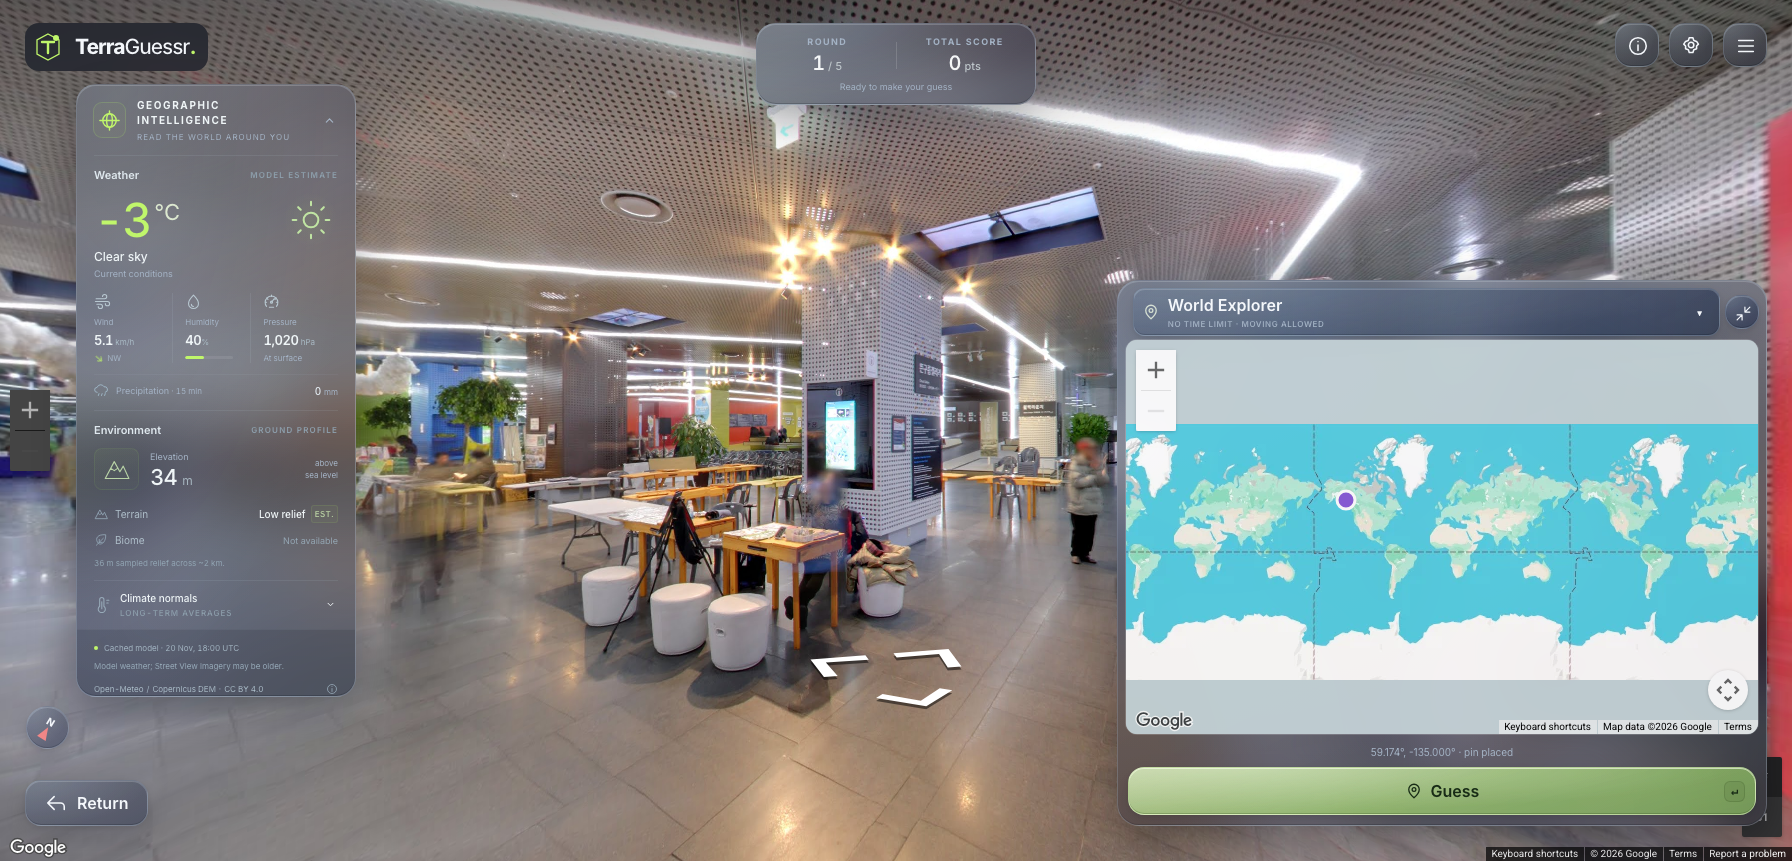 TerraGuessr.
ROUND
1 / 5
TOTAL SCORE
0 pts
Ready to make your guess
GEOGRAPHIC
INTELLIGENCE
READ THE WORLD AROUND YOU
Weather
MODEL ESTIMATE
-3 °C
Clear sky
Current conditions
Wind
5.1 km/h
NW
Humidity
40%
Pressure
1,020 hPa
At surface
Precipitation · 15 min
0 mm
Environment
GROUND PROFILE
Elevation
34 m
above
sea level
Terrain
Low relief
EST.
Biome
Not available
36 m sampled relief across ~2 km.
Climate normals
LONG-TERM AVERAGES
Cached model · 20 Nov, 18:00 UTC
Model weather; Street View imagery may be older.
Open-Meteo / Copernicus DEM · CC BY 4.0
N
Return
Google
World Explorer
NO TIME LIMIT · MOVING ALLOWED
Google
Keyboard shortcuts
Map data ©2026 Google
Terms
59.174°, -135.000° · pin placed
Guess
Keyboard shortcuts
© 2026 Google
Terms
Report a problem